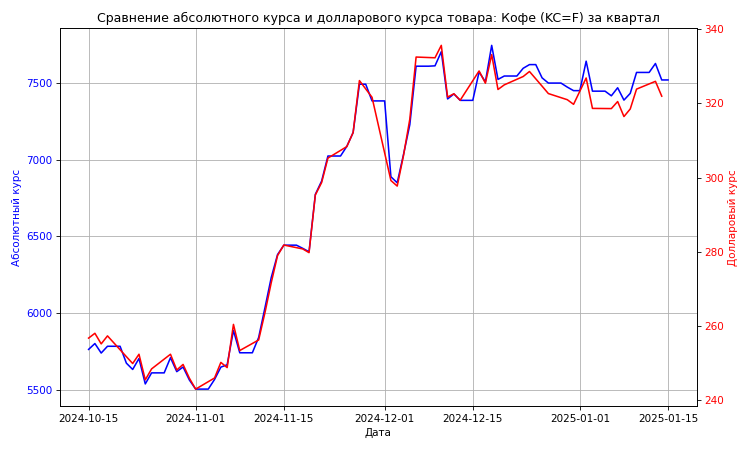 Сравнение абсолютного курса и долларового курса товара: Кофе (KC=F) за квартал
Абсолютный курс
7500
7000
6500
6000
5500
340
320
300
280
260
240
Долларовый курс
2024-10-15 2024-11-01 2024-11-15 2024-12-01 2024-12-15 2025-01-01 2025-01-15
Дата